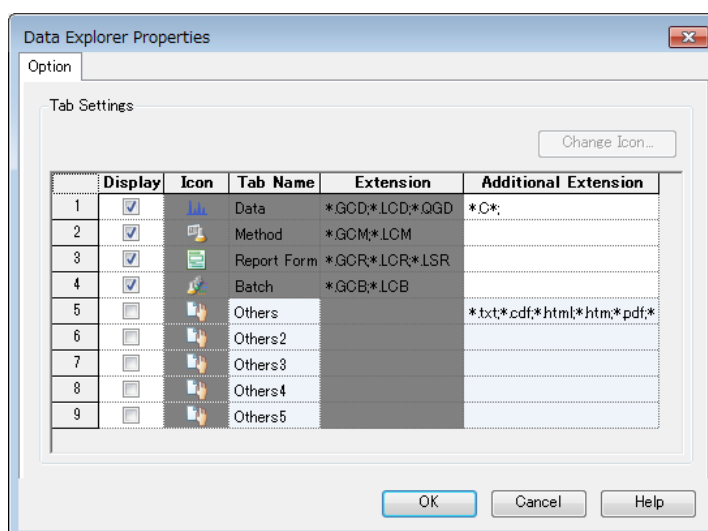 Data Explorer Properties
Option
Tab Settings
Change Icon...
Display Icon Tab Name Extension Additional Extension
1 Data *.GCD;*.LCD;*.QGD *.C*;
2 Method *.GCM;*.LCM
3 Report Form *.GCR;*.LCR;*.LSR
4 Batch *.GCB;*.LCB
5 Others *.txt;*.cdf;*.html;*.htm;*.pdf;*
6 Others2
7 Others3
8 Others4
9 Others5
OK Cancel Help